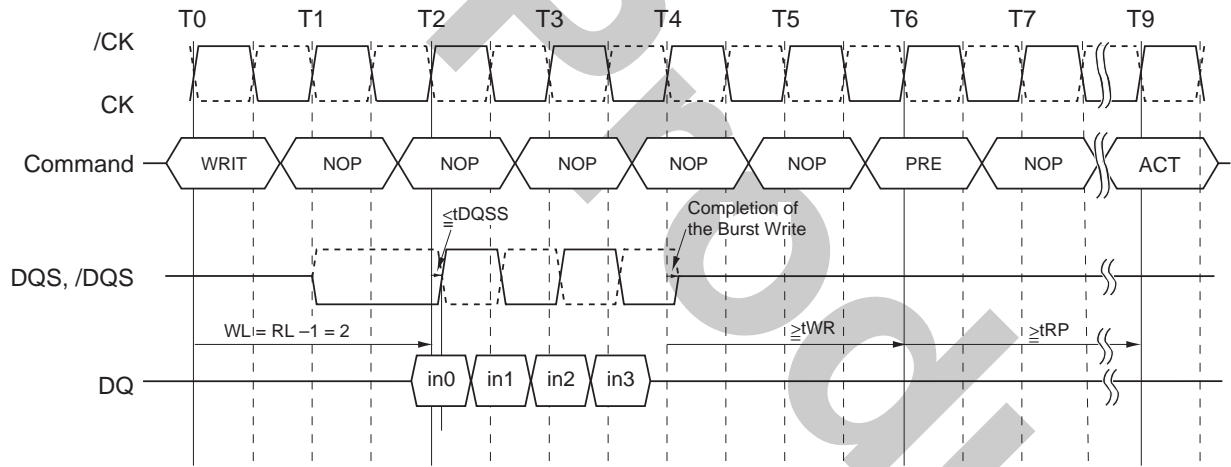 T0 T1 T2 T3 T4 T5 T6 T7 T9
/CK
CK
Command WRIT NOP NOP NOP NOP NOP PRE NOP ACT
≦tDQSS
Completion of
the Burst Write
DQS, /DQS
WL = RL –1 = 2
≧tWR
≧tRP
DQ in0 in1 in2 in3
Prod